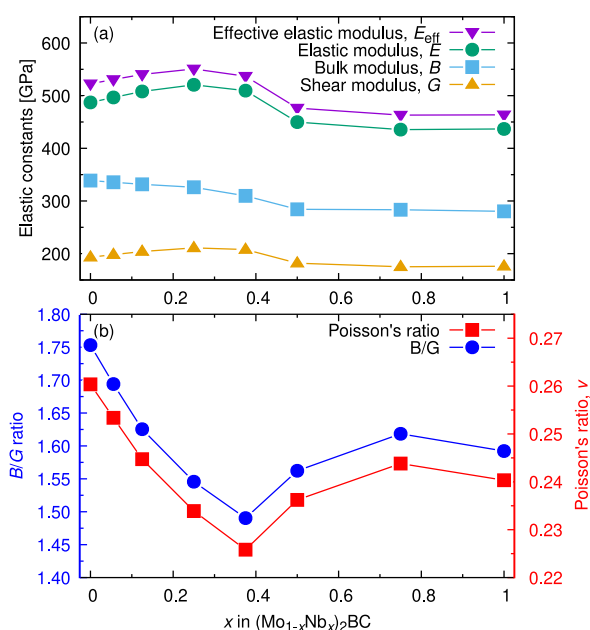 (a)
Effective elastic modulus, E_eff
Elastic modulus, E
Bulk modulus, B
Shear modulus, G
Elastic constants [GPa]
600
500
400
300
200
0 0.2 0.4 0.6 0.8 1
(b)
Poisson's ratio
B/G
B/G ratio
1.80
1.75
1.70
1.65
1.60
1.55
1.50
1.45
1.40
Poisson's ratio, ν
0.27
0.26
0.25
0.24
0.23
0.22
0 0.2 0.4 0.6 0.8 1
x in (Mo₁₋ₓNbₓ)₂BC